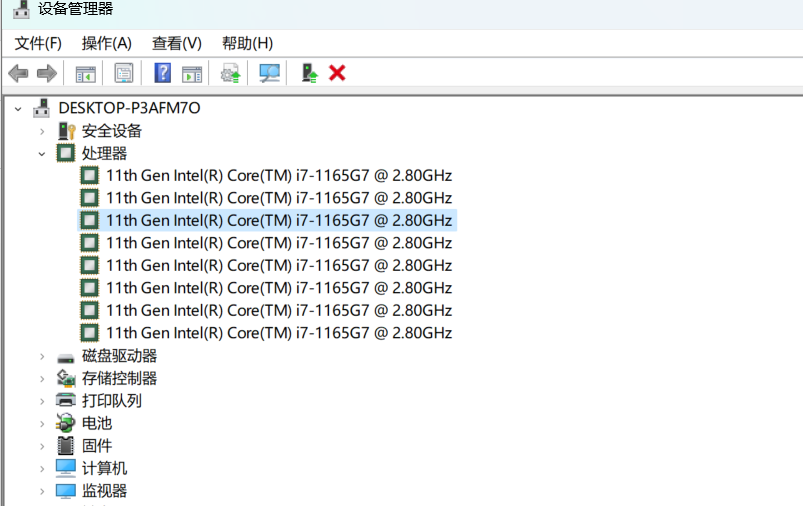 设备管理器
文件(F) 操作(A) 查看(V) 帮助(H)
DESKTOP-P3AFM7O
安全设备
处理器
11th Gen Intel(R) Core(TM) i7-1165G7 @ 2.80GHz
11th Gen Intel(R) Core(TM) i7-1165G7 @ 2.80GHz
11th Gen Intel(R) Core(TM) i7-1165G7 @ 2.80GHz
11th Gen Intel(R) Core(TM) i7-1165G7 @ 2.80GHz
11th Gen Intel(R) Core(TM) i7-1165G7 @ 2.80GHz
11th Gen Intel(R) Core(TM) i7-1165G7 @ 2.80GHz
11th Gen Intel(R) Core(TM) i7-1165G7 @ 2.80GHz
11th Gen Intel(R) Core(TM) i7-1165G7 @ 2.80GHz
磁盘驱动器
存储控制器
打印队列
电池
固件
计算机
监视器